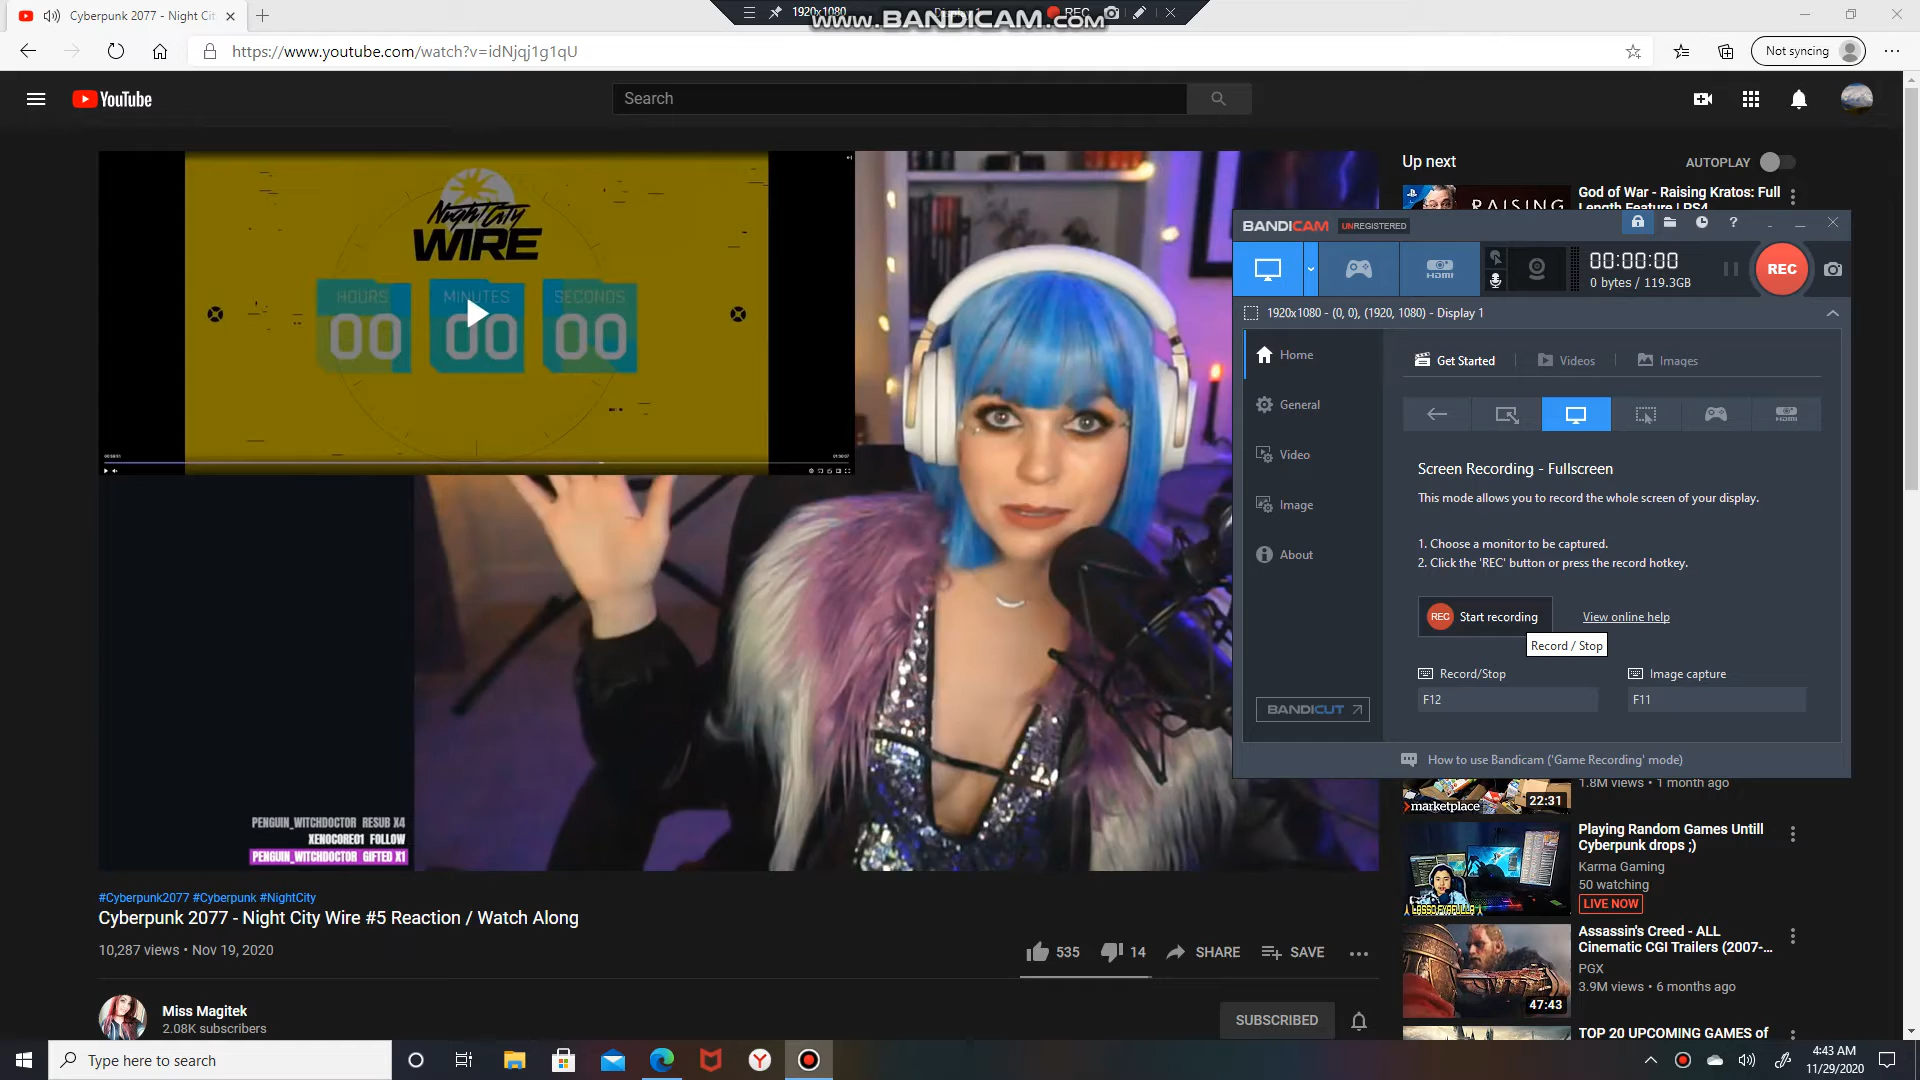 Cyberpunk 2077 - Night Cit
1920x1080
REC
www.BANDICAM.com
https://www.youtube.com/watch?v=idNjqj1g1qU
Not syncing
YouTube
Search
Night City
WIRE
HOURS
MINUTES
SECONDS
00
00
00
Up next
AUTOPLAY
God of War - Raising Kratos: Full
Length Feature | PS4
RAISING
BANDICAM
UNREGISTERED
HDMI
00:00:00
0 bytes / 119.3GB
REC
1920x1080 - (0, 0), (1920, 1080) - Display 1
Home
General
Video
Image
About
Get Started
Videos
Images
HDMI
Screen Recording - Fullscreen
This mode allows you to record the whole screen of your display.
1. Choose a monitor to be captured.
2. Click the 'REC' button or press the record hotkey.
REC
Start recording
View online help
Record / Stop
Record/Stop
Image capture
F12
F11
BANDICUT
How to use Bandicam ('Game Recording' mode)
PENGUIN_WITCHDOCTOR RESUB X4
XENOCORE01 FOLLOW
PENGUIN_WITCHDOCTOR GIFTED X1
marketplace
22:31
1.8M views • 1 month ago
Playing Random Games Untill
Cyberpunk drops ;)
Karma Gaming
50 watching
LIVE NOW
Assassin's Creed - ALL
Cinematic CGI Trailers (2007-...
PGX
3.9M views • 6 months ago
47:43
TOP 20 UPCOMING GAMES of
#Cyberpunk2077 #Cyberpunk #NightCity
Cyberpunk 2077 - Night City Wire #5 Reaction / Watch Along
10,287 views • Nov 19, 2020
535
14
SHARE
SAVE
Miss Magitek
2.08K subscribers
SUBSCRIBED
Type here to search
4:43 AM
11/29/2020